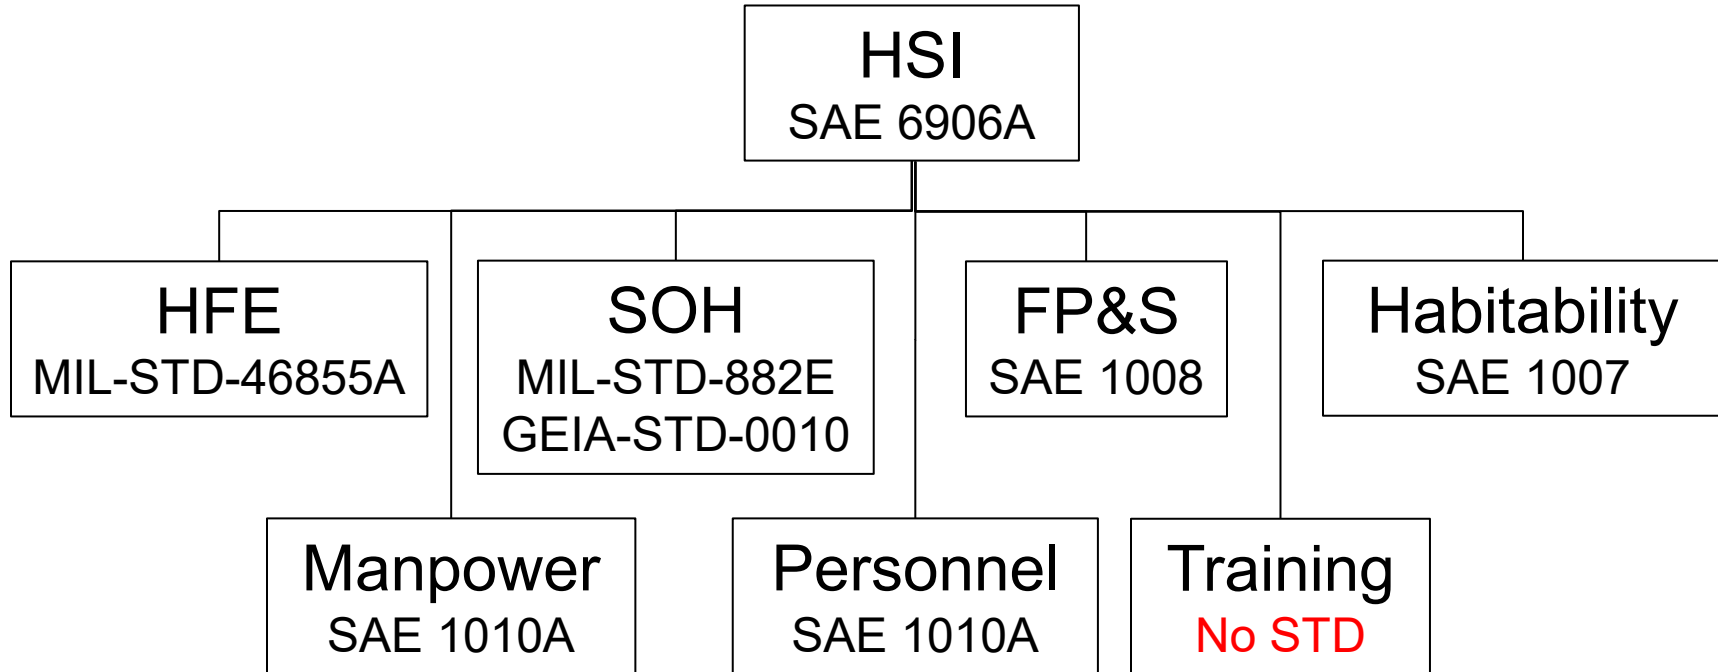 HSI
SAE 6906A
HFE
MIL-STD-46855A
SOH
MIL-STD-882E
GEIA-STD-0010
FP&S
SAE 1008
Habitability
SAE 1007
Manpower
SAE 1010A
Personnel
SAE 1010A
Training
No STD